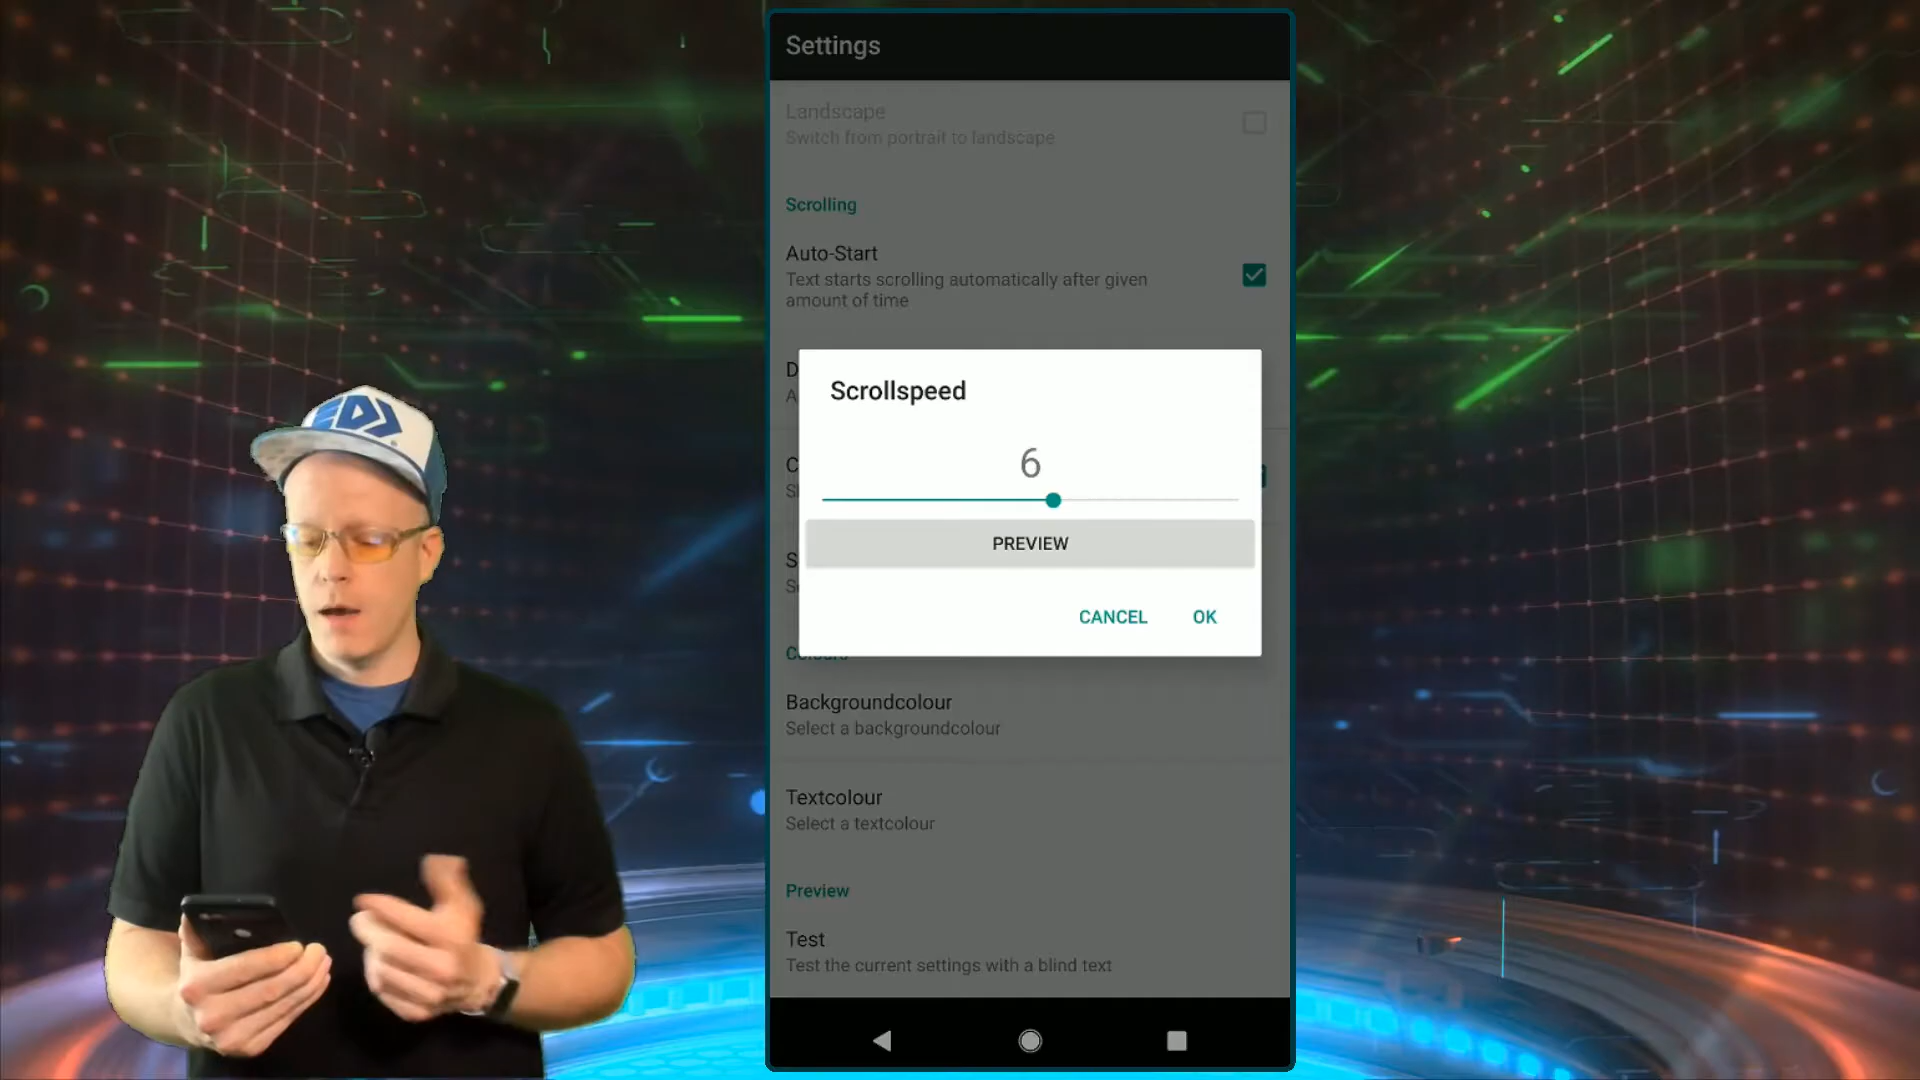 Settings
Landscape
Switch from portrait to landscape
Scrolling
Auto-Start
Text starts scrolling automatically after given
amount of time
D
A
Scrollspeed
C
6
S
PREVIEW
S
S
CANCEL OK
Colours
Backgroundcolour
Select a backgroundcolour
Textcolour
Select a textcolour
Preview
Test
Test the current settings with a blind text